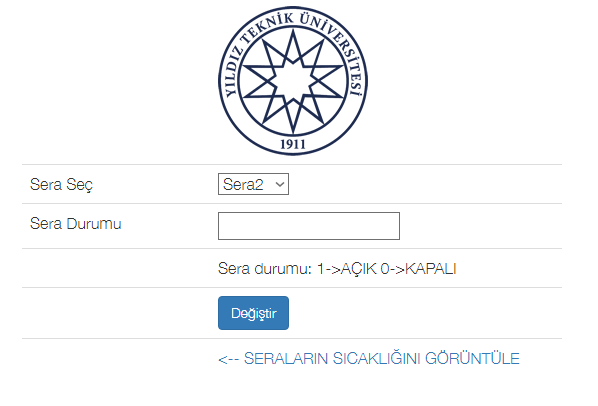 YILDIZ TEKNİK ÜNİVERSİTESİ
1911
Sera Seç Sera2
Sera Durumu
Sera durumu: 1->AÇIK 0->KAPALI
Değiştir
<-- SERALARIN SICAKLIĞINI GÖRÜNTÜLE